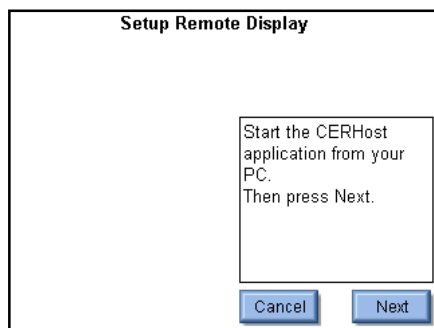 Setup Remote Display
Start the CERHost
application from your
PC.
Then press Next.
Cancel
Next